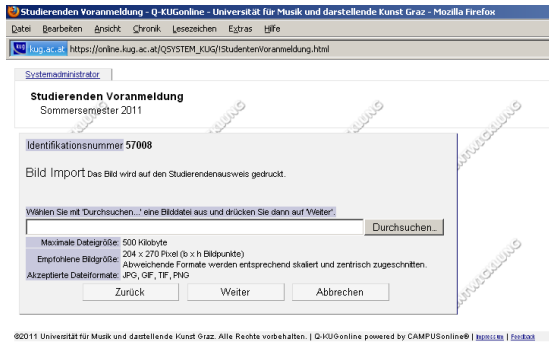 Studierenden Voranmeldung - Q-KUGonline - Universität für Musik und darstellende Kunst Graz - Mozilla Firefox
Datei Bearbeiten Ansicht Chronik Lesezeichen Extras Hilfe
kug.ac.at https://online.kug.ac.at/QSYSTEM_KUG/!StudentenVoranmeldung.html
Systemadministrator
Studierenden Voranmeldung
Sommersemester 2011
Identifikationsnummer 57008
Bild Import Das Bild wird auf den Studierendenausweis gedruckt.
Wählen Sie mit 'Durchsuchen...' eine Bilddatei aus und drücken Sie dann auf 'Weiter'.
Durchsuchen...
Maximale Dateigröße: 500 Kilobyte
Empfohlene Bildgröße: 204 x 270 Pixel (b x h Bildpunkte)
Abweichende Formate werden entsprechend skaliert und zentrisch zugeschnitten.
Akzeptierte Dateiformate: JPG, GIF, TIF, PNG
Zurück Weiter Abbrechen
©2011 Universität für Musik und darstellende Kunst Graz. Alle Rechte vorbehalten. | Q-KUGonline powered by CAMPUSonline® | Impressum | Feedback